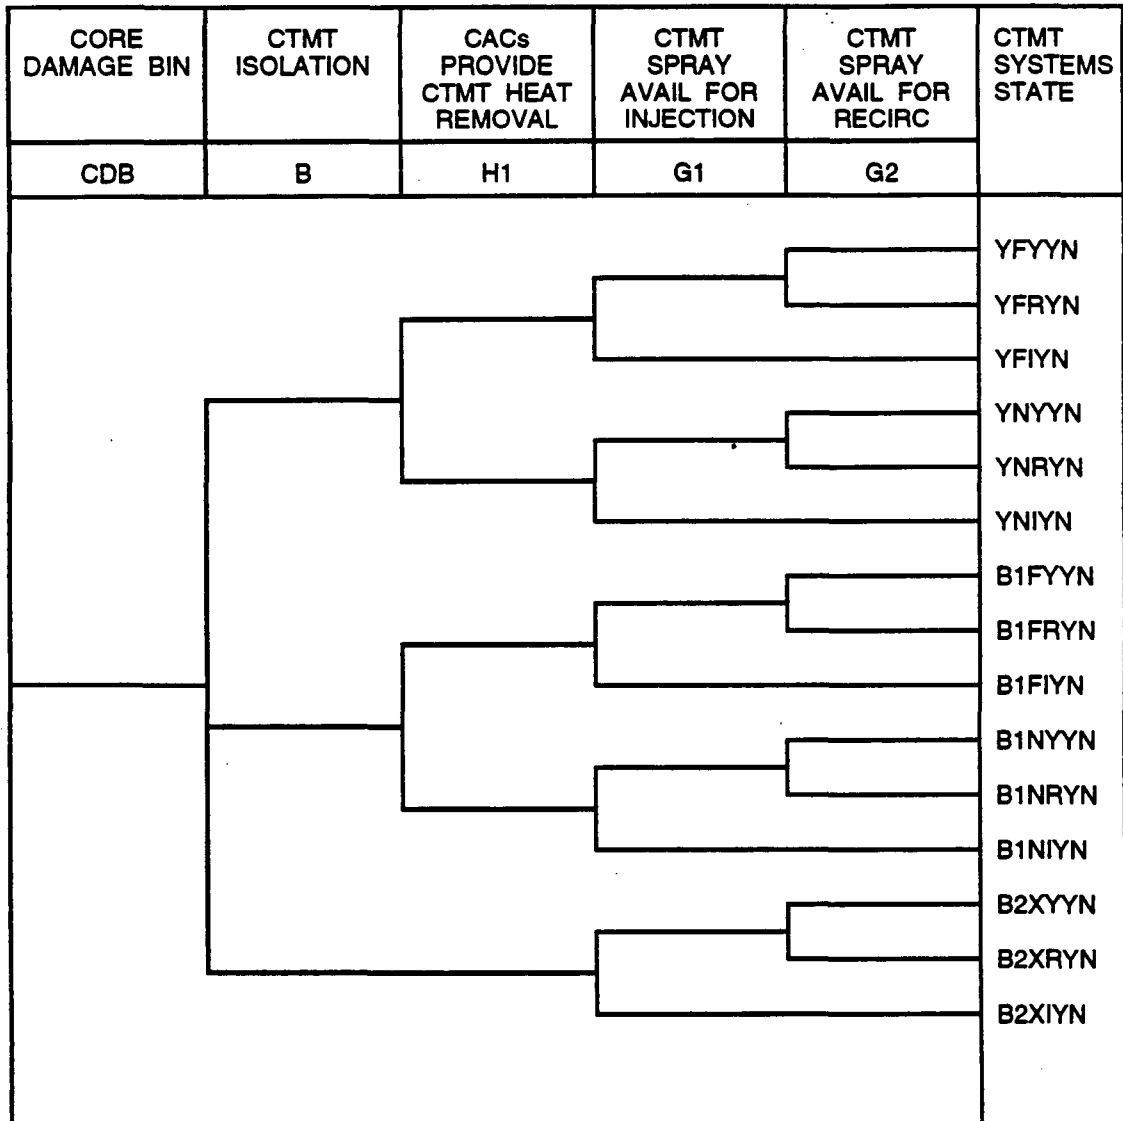 CORE
DAMAGE BIN
CTMT
ISOLATION
CACs
PROVIDE
CTMT HEAT
REMOVAL
CTMT
SPRAY
AVAIL FOR
INJECTION
CTMT
SPRAY
AVAIL FOR
RECIRC
CTMT
SYSTEMS
STATE
CDB
B
H1
G1
G2
YFYYN
YFRYN
YFIYN
YNYYN
YNRYN
YNIYN
B1FYYN
B1FRYN
B1FIYN
B1NYYN
B1NRYN
B1NIYN
B2XYYN
B2XRYN
B2XIYN